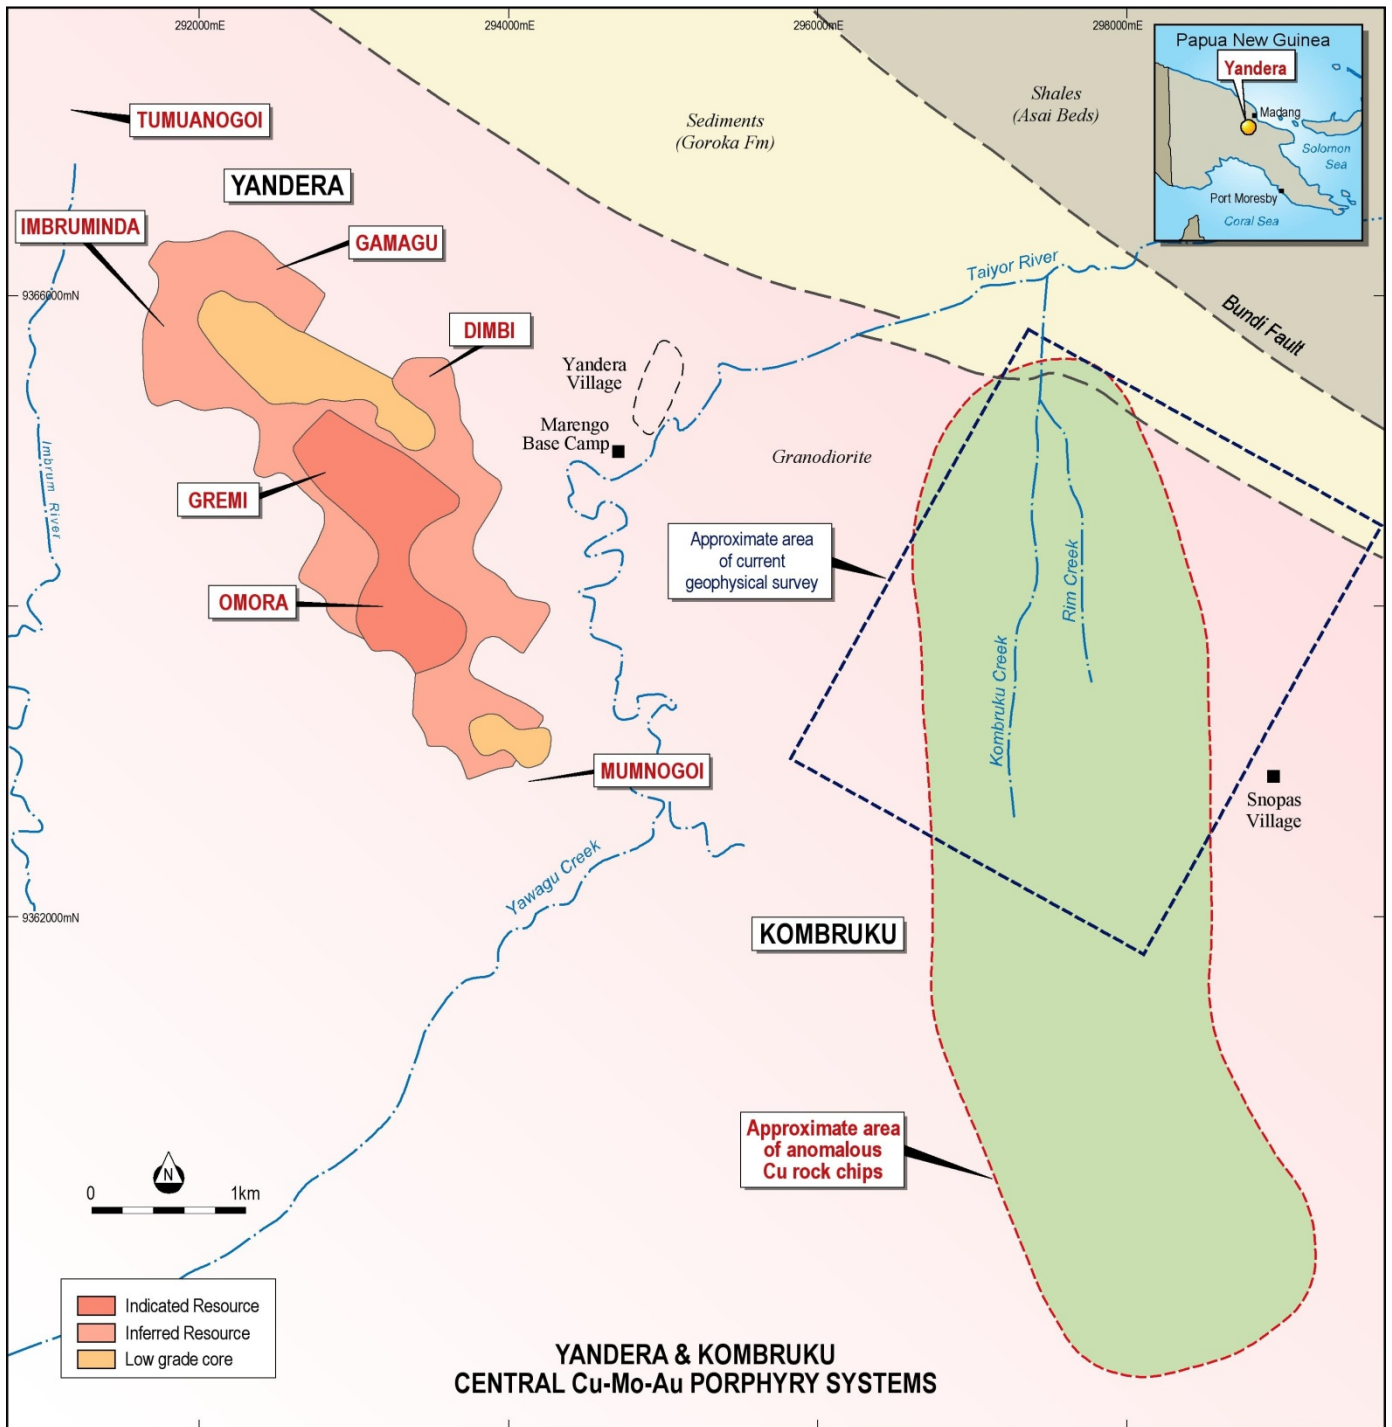 292000mE
294000mE
296000mE
298000mE
Papua New Guinea
Yandera
Madang
Solomon
Sea
Port Moresby
Coral Sea
TUMUANOGOI
Sediments
(Goroka Fm)
Shales
(Asai Beds)
YANDERA
IMBRUMINDA
GAMAGU
Taiyor River
9366000mN
DIMBI
Bundi Fault
Yandera
Village
Marengo
Base Camp
Granodiorite
Imbrum River
GREMI
Approximate area
of current
geophysical survey
OMORA
Rim Creek
Kombruku Creek
MUMNOGOI
Snopas
Village
Yawagu Creek
9362000mN
KOMBRUKU
Approximate area
of anomalous
Cu rock chips
N
0 1km
Indicated Resource
Inferred Resource
Low grade core
YANDERA & KOMBRUKU
CENTRAL Cu-Mo-Au PORPHYRY SYSTEMS